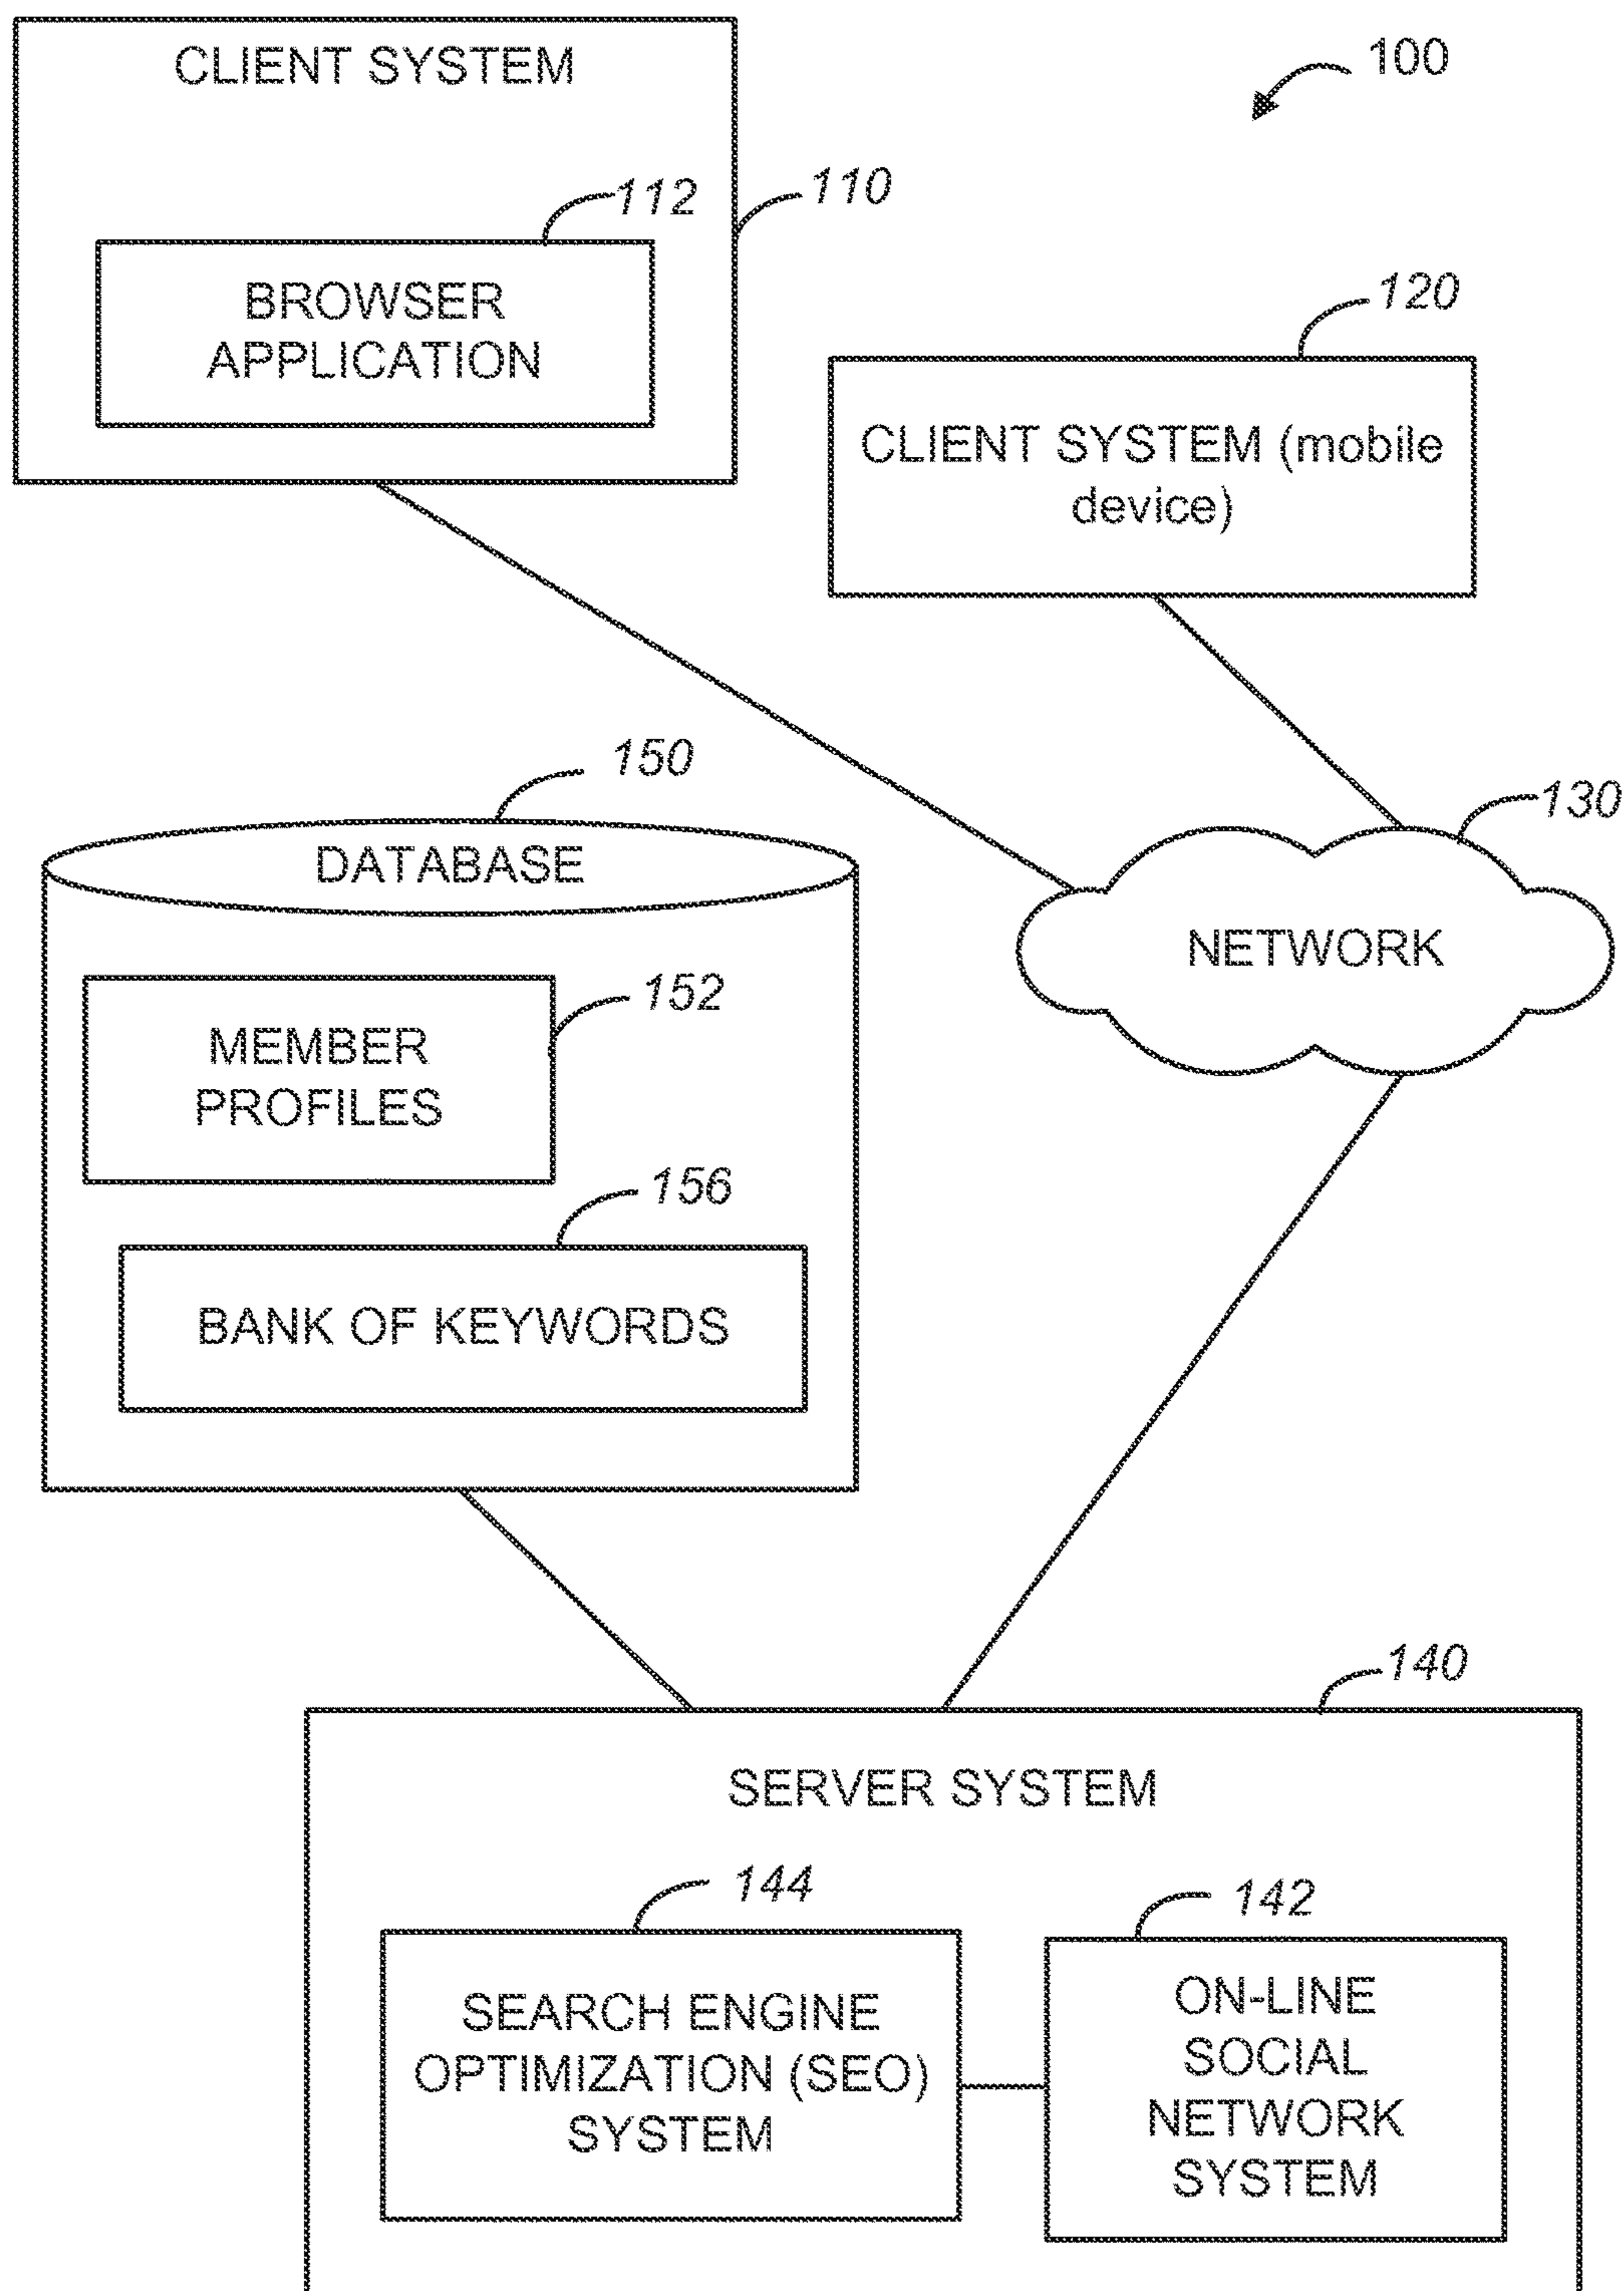 CLIENT SYSTEM
100
112
110
BROWSER
APPLICATION
120
CLIENT SYSTEM (mobile
device)
150
130
DATABASE
NETWORK
152
MEMBER
PROFILES
156
BANK OF KEYWORDS
140
SERVER SYSTEM
144
142
SEARCH ENGINE
OPTIMIZATION (SEO)
SYSTEM
ON-LINE
SOCIAL
NETWORK
SYSTEM